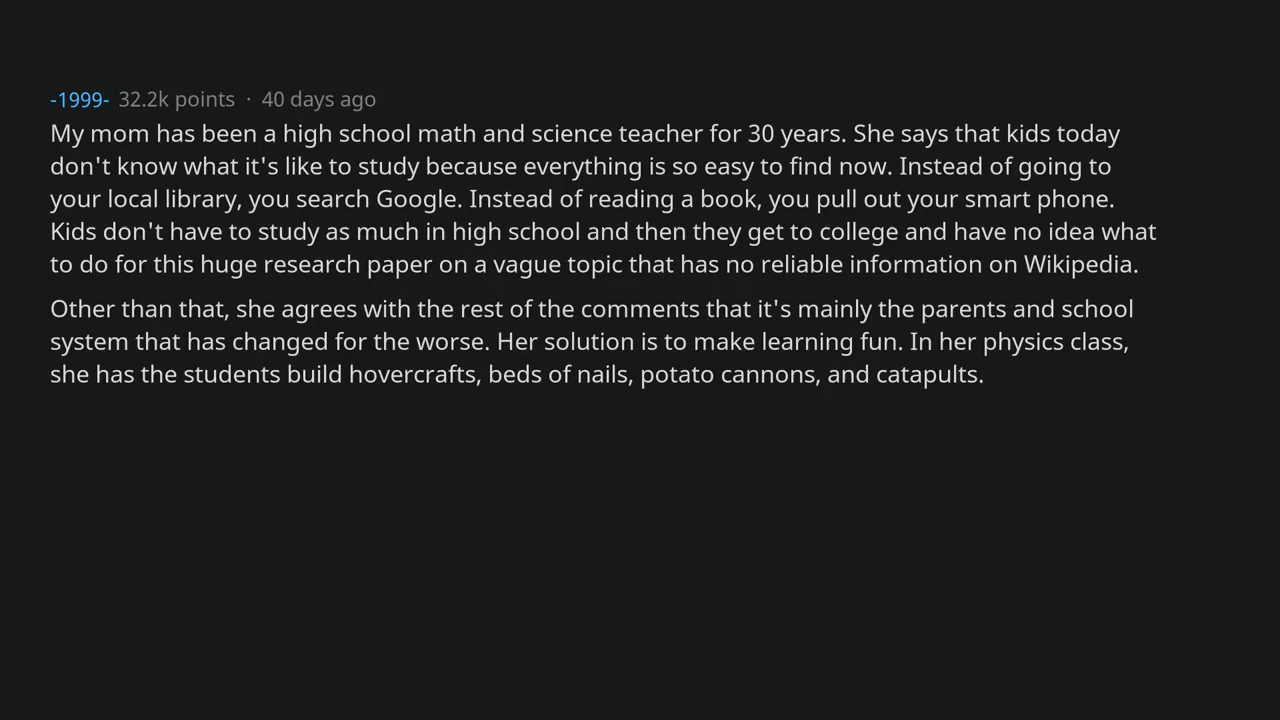 -1999- 32.2k points · 40 days ago
My mom has been a high school math and science teacher for 30 years. She says that kids today
don't know what it's like to study because everything is so easy to find now. Instead of going to
your local library, you search Google. Instead of reading a book, you pull out your smart phone.
Kids don't have to study as much in high school and then they get to college and have no idea what
to do for this huge research paper on a vague topic that has no reliable information on Wikipedia.
Other than that, she agrees with the rest of the comments that it's mainly the parents and school
system that has changed for the worse. Her solution is to make learning fun. In her physics class,
she has the students build hovercrafts, beds of nails, potato cannons, and catapults.